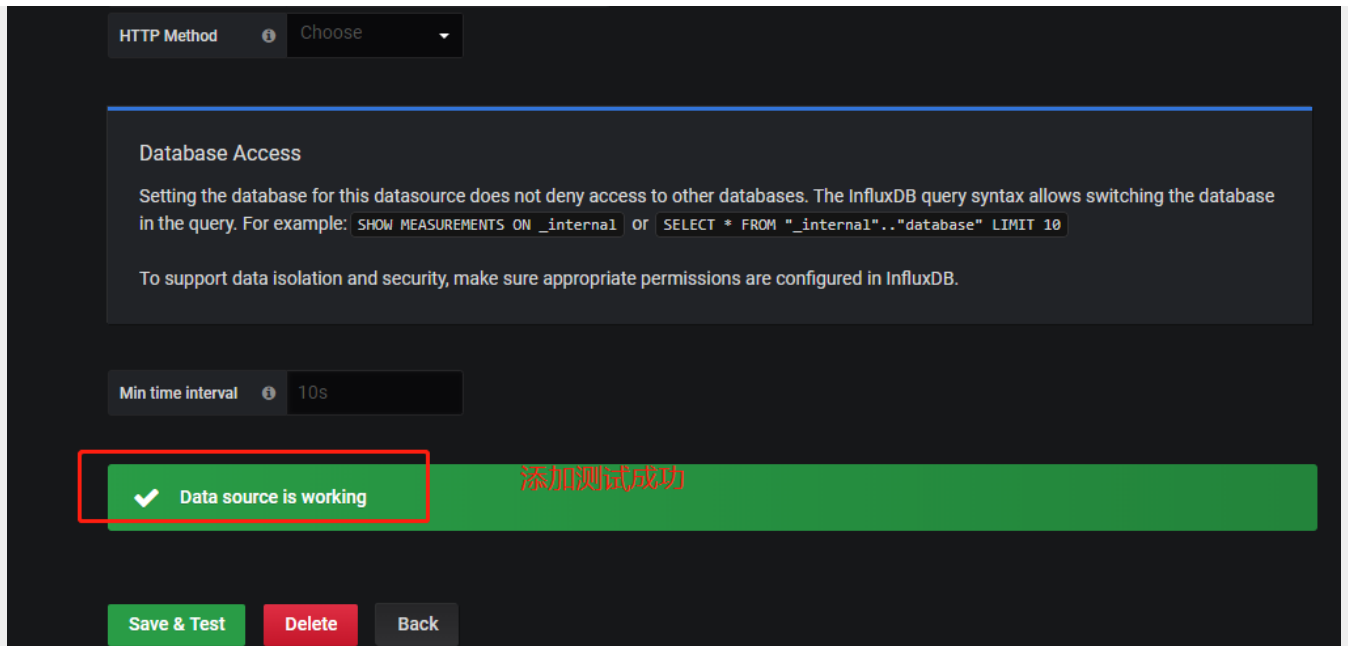 HTTP Method Choose
Database Access
Setting the database for this datasource does not deny access to other databases. The InfluxDB query syntax allows switching the database
in the query. For example: SHOW MEASUREMENTS ON _internal or SELECT * FROM "_internal".."database" LIMIT 10
To support data isolation and security, make sure appropriate permissions are configured in InfluxDB.
Min time interval 10s
添加测试成功
Data source is working
Save & Test Delete Back